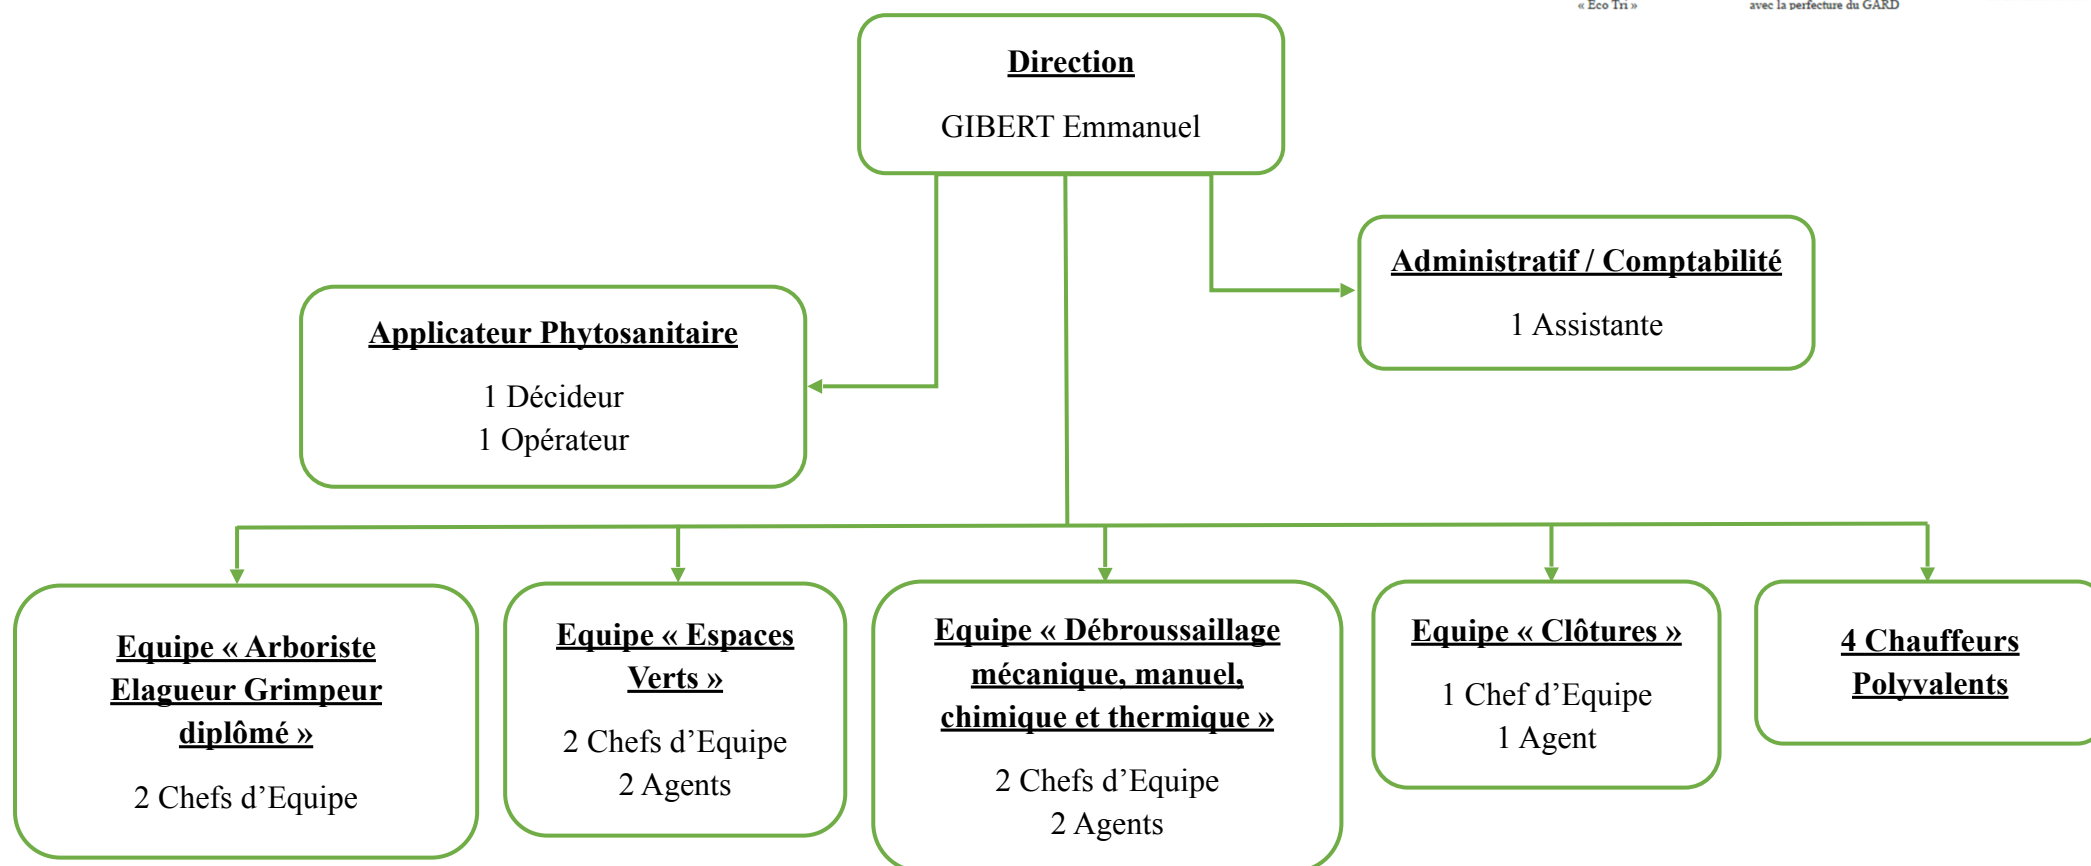 « Eco Tri »
avec la perfecture du GARD
Direction
GIBERT Emmanuel
Administratif / Comptabilité
1 Assistante
Applicateur Phytosanitaire
1 Décideur
1 Opérateur
Equipe « Arboriste
Elagueur Grimpeur
diplômé »
2 Chefs d’Equipe
Equipe « Espaces
Verts »
2 Chefs d’Equipe
2 Agents
Equipe « Débroussaillage
mécanique, manuel,
chimique et thermique »
2 Chefs d’Equipe
2 Agents
Equipe « Clôtures »
1 Chef d’Equipe
1 Agent
4 Chauffeurs
Polyvalents